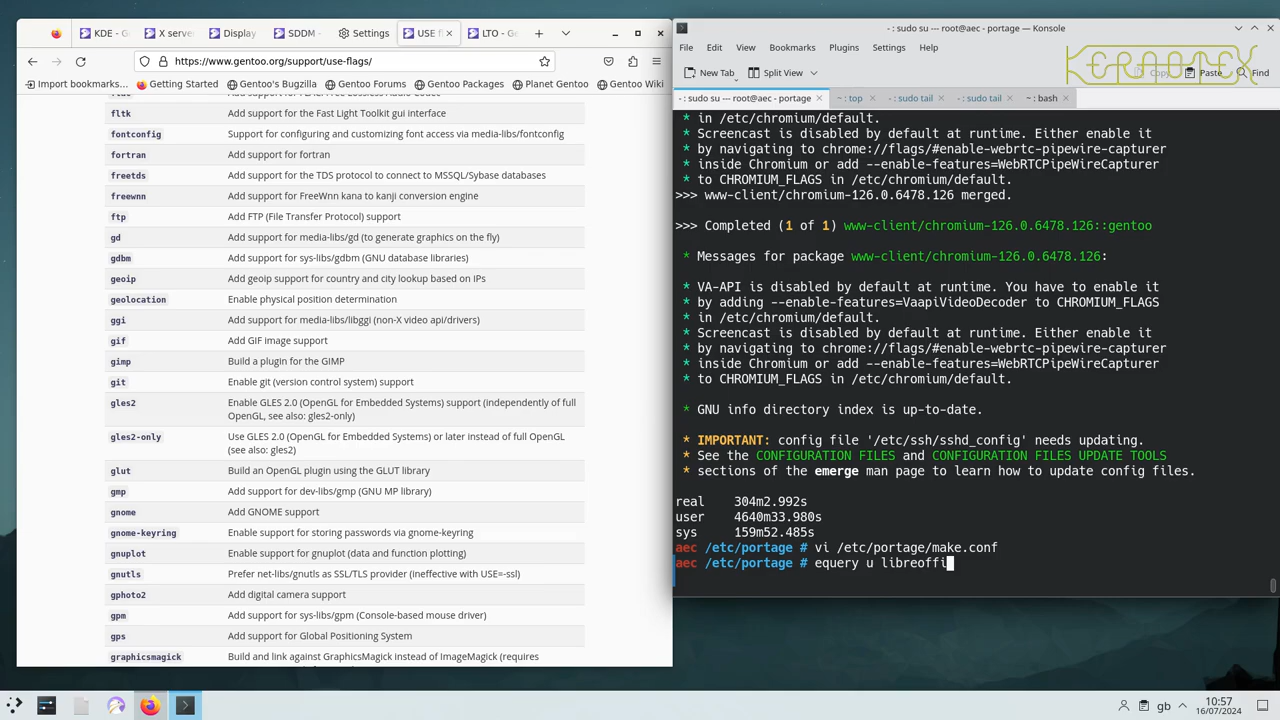 KDE - G
X serve
Display
SDDM -
Settings
USE f
LTO - Ge
https://www.gentoo.org/support/use-flags/
Import bookmarks...
Getting Started
Gentoo's Bugzilla
Gentoo Forums
Gentoo Packages
Planet Gentoo
fltk Add support for the Fast Light Toolkit gui interface
fontconfig Support for configuring and customizing font access via media-libs/fontconfig
fortran Add support for fortran
freetds Add support for the TDS protocol to connect to MSSQL/Sybase databases
freewnn Add support for FreeWnn kana to kanji conversion engine
ftp Add FTP (File Transfer Protocol) support
gd Add support for media-libs/gd (to generate graphics on the fly)
gdbm Add support for sys-libs/gdbm (GNU database libraries)
geoip Add geoip support for country and city lookup based on IPs
geolocation Enable physical position determination
ggi Add support for media-libs/libggi (non-X video api/drivers)
gif Add GIF image support
gimp Build a plugin for the GIMP
git Enable git (version control system) support
gles2 Enable GLES 2.0 (OpenGL for Embedded Systems) support (independently of full
OpenGL, see also: gles2-only)
gles2-only Use GLES 2.0 (OpenGL for Embedded Systems) or later instead of full OpenGL
(see also: gles2)
glut Build an OpenGL plugin using the GLUT library
gmp Add support for dev-libs/gmp (GNU MP library)
gnome Add GNOME support
gnome-keyring Enable support for storing passwords via gnome-keyring
gnuplot Enable support for gnuplot (data and function plotting)
gnutls Prefer net-libs/gnutls as SSL/TLS provider (ineffective with USE=-ssl)
gphoto2 Add digital camera support
gpm Add support for sys-libs/gpm (Console-based mouse driver)
gps Add support for Global Positioning System
graphicsmagick Build and link against GraphicsMagick instead of ImageMagick (requires
- : sudo su --- root@aec - portage — Konsole
File Edit View Bookmarks Plugins Settings Help
New Tab Split View Copy Paste Find
KERNOTEX
- : sudo su --- root@aec - portage
~ : top
- : sudo tail
- : sudo tail
~ : bash
* in /etc/chromium/default.
* Screencast is disabled by default at runtime. Either enable it
* by navigating to chrome://flags/#enable-webrtc-pipewire-capturer
* inside Chromium or add --enable-features=WebRTCPipeWireCapturer
* to CHROMIUM_FLAGS in /etc/chromium/default.
>>> www-client/chromium-126.0.6478.126 merged.
>>> Completed (1 of 1) www-client/chromium-126.0.6478.126::gentoo
* Messages for package www-client/chromium-126.0.6478.126:
* VA-API is disabled by default at runtime. You have to enable it
* by adding --enable-features=VaapiVideoDecoder to CHROMIUM_FLAGS
* in /etc/chromium/default.
* Screencast is disabled by default at runtime. Either enable it
* by navigating to chrome://flags/#enable-webrtc-pipewire-capturer
* inside Chromium or add --enable-features=WebRTCPipeWireCapturer
* to CHROMIUM_FLAGS in /etc/chromium/default.
* GNU info directory index is up-to-date.
* IMPORTANT: config file '/etc/ssh/sshd_config' needs updating.
* See the CONFIGURATION FILES and CONFIGURATION FILES UPDATE TOOLS
* sections of the emerge man page to learn how to update config files.
real 304m2.992s
user 4640m33.980s
sys 159m52.485s
aec /etc/portage # vi /etc/portage/make.conf
aec /etc/portage # equery u libreoffi
gb
10:57
16/07/2024